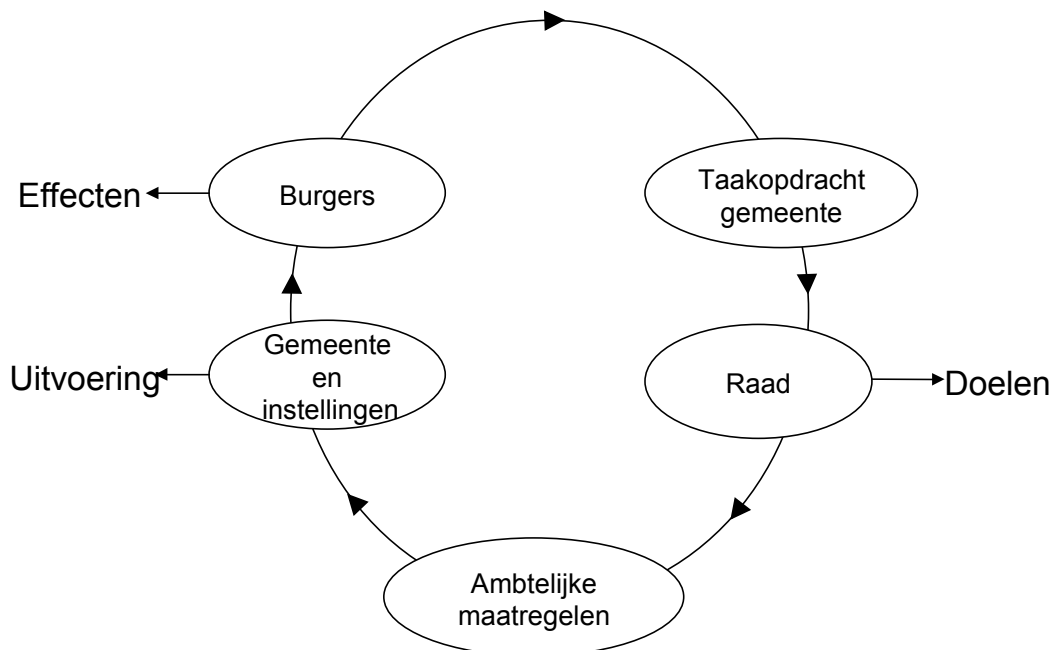 Effecten
Burgers
Taakopdracht
gemeente
Uitvoering
Gemeente
en
instellingen
Raad
Doelen
Ambtelijke
maatregelen